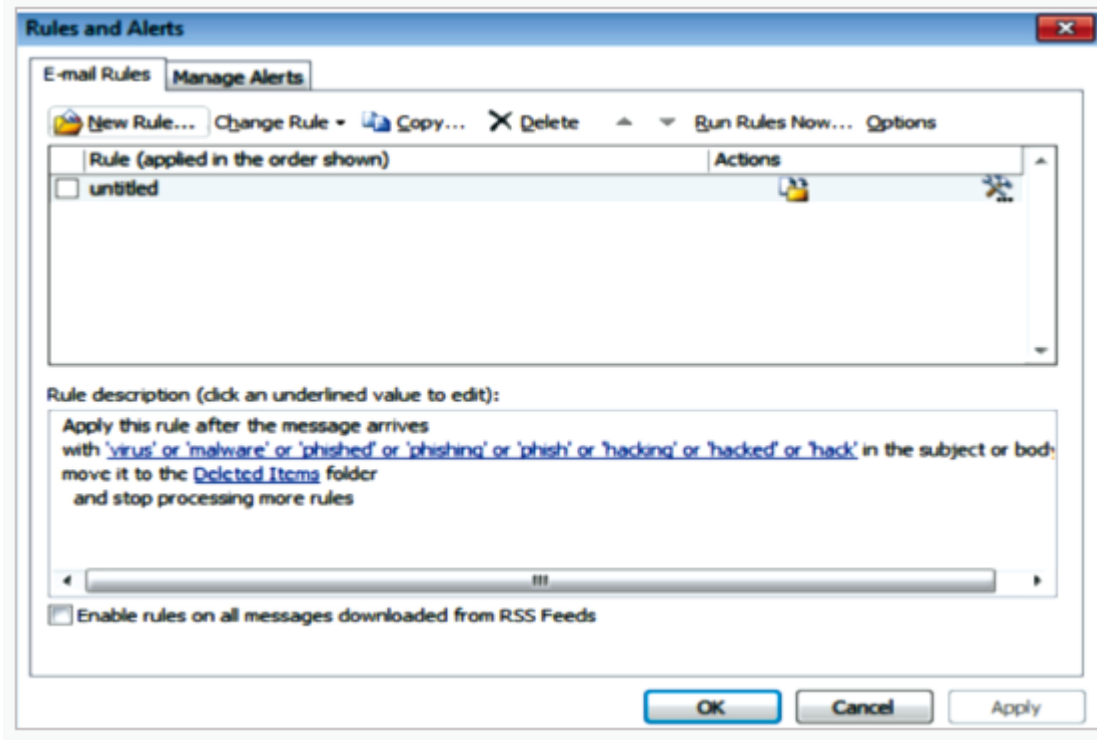 Rules and Alerts
E-mail Rules Manage Alerts
New Rule... Change Rule Copy... Delete Run Rules Now... Options
Rule (applied in the order shown) Actions
untitled
Rule description (click an underlined value to edit):
Apply this rule after the message arrives
with 'virus' or 'malware' or 'phished' or 'phishing' or 'phish' or 'hacking' or 'hacked' or 'hack' in the subject or body
move it to the Deleted Items folder
and stop processing more rules
Enable rules on all messages downloaded from RSS Feeds
OK Cancel Apply